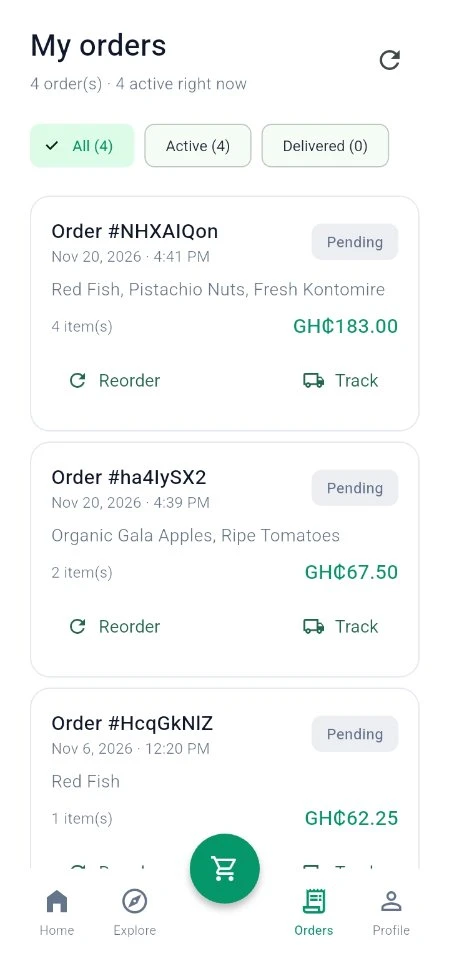 My orders
4 order(s) · 4 active right now
All (4)
Active (4)
Delivered (0)
Order #NHXAIQon
Pending
Nov 20, 2026 · 4:41 PM
Red Fish, Pistachio Nuts, Fresh Kontomire
4 item(s)
GH₵183.00
Reorder
Track
Order #ha4IySX2
Pending
Nov 20, 2026 · 4:39 PM
Organic Gala Apples, Ripe Tomatoes
2 item(s)
GH₵67.50
Reorder
Track
Order #HcqGkNIZ
Pending
Nov 6, 2026 · 12:20 PM
Red Fish
1 item(s)
GH₵62.25
Home
Explore
Orders
Profile